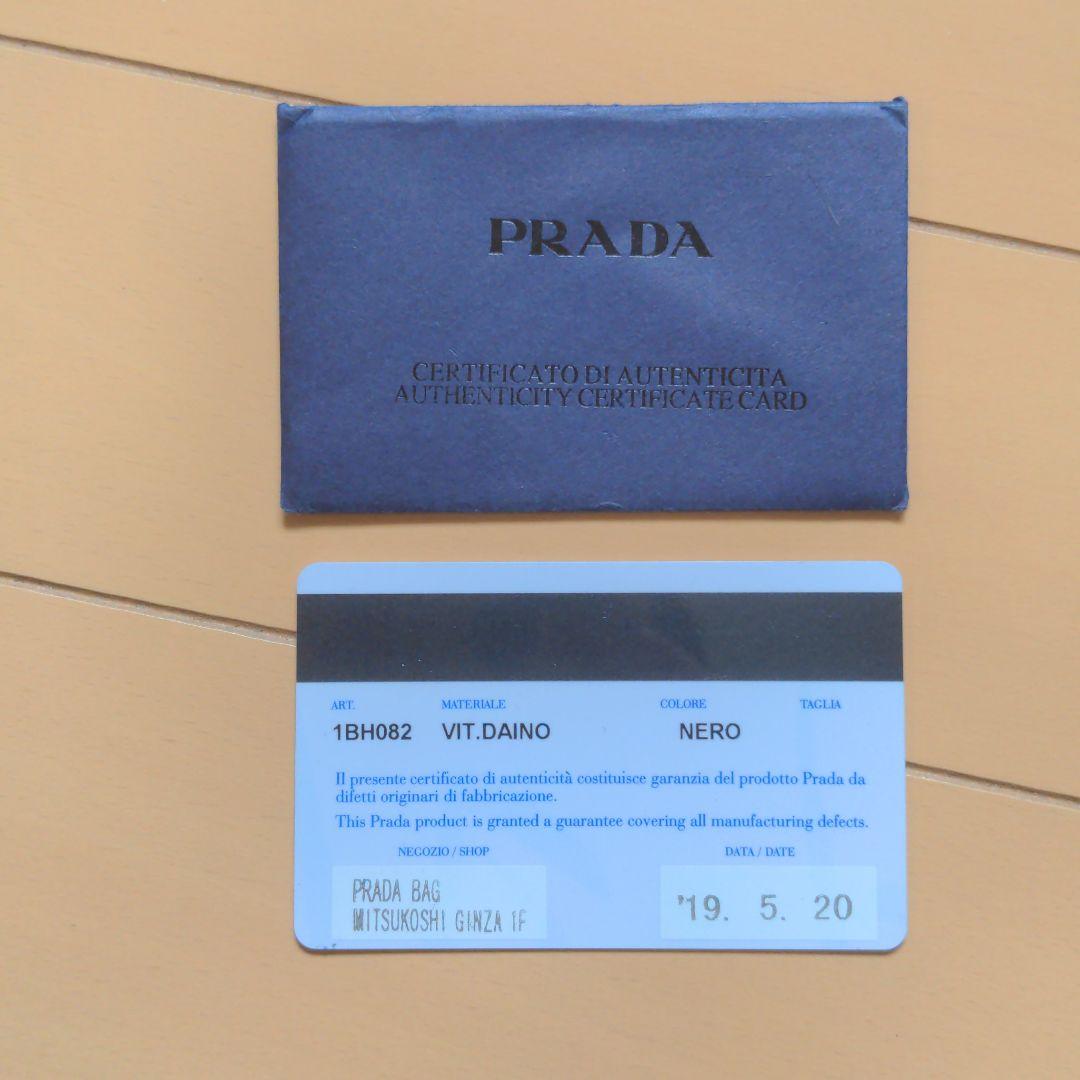 PRADA
CERTIFICATO DI AUTENTICITA
AUTHENTICITY CERTIFICATE CARD
ART. MATERIALE COLORE TAGLIA
1BH082 VIT.DAINO NERO
Il presente certificato di autenticità costituisce garanzia del prodotto Prada da
difetti originari di fabbricazione.
This Prada product is granted a guarantee covering all manufacturing defects.
NEGOZIO / SHOP DATA / DATE
PRADA BAG
MITSUKOSHI GINZA 1F
'19. 5. 20